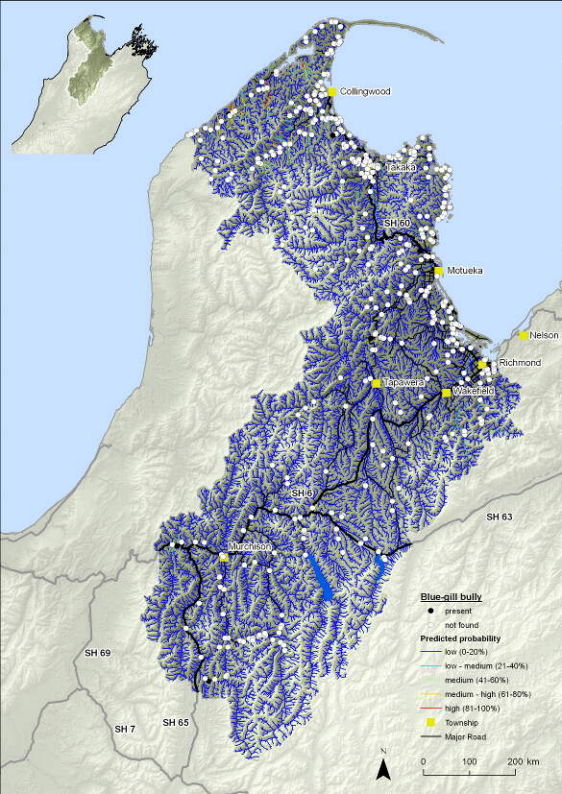 Collingwood
Takaka
SH 60
Motueka
Nelson
Richmond
Tapawera
Wakefield
SH 6
SH 63
Murchison
Blue-gill bully
present
not found
Predicted probability
SH 69
low (0-20%)
low - medium (21-40%)
medium (41-60%)
medium - high (61-80%)
high (81-100%)
SH 7
SH 65
Township
Major Road
N
0 100 200 km